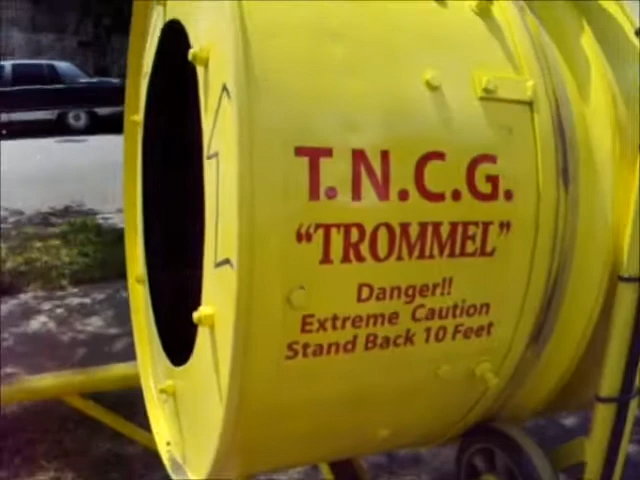 T.N.C.G.
"TROMMEL"
Danger!!
Extreme Caution
Stand Back 10 Feet